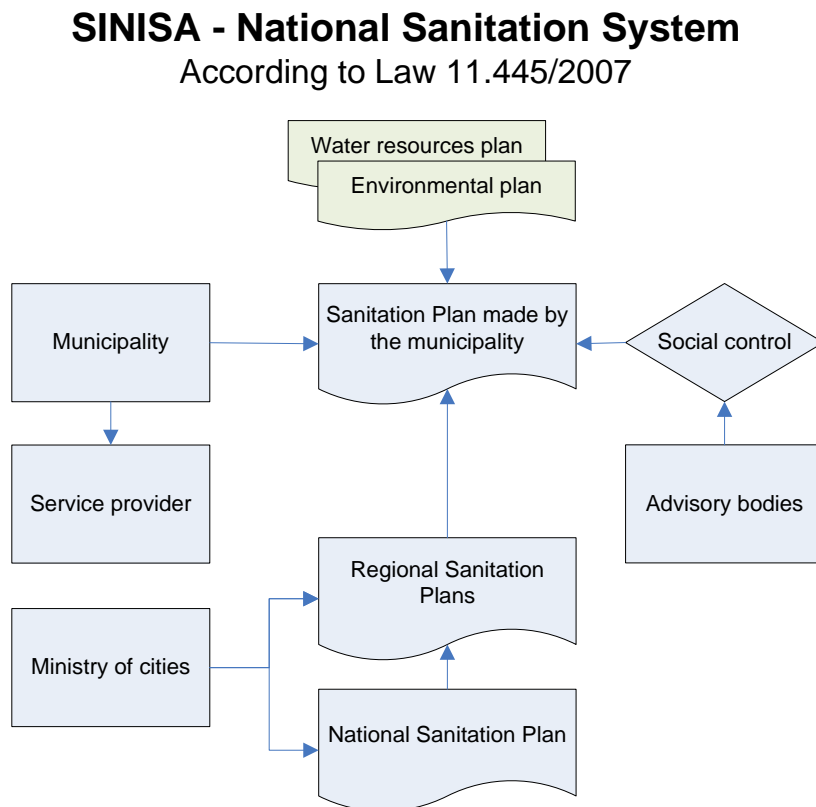 SINISA - National Sanitation System
According to Law 11.445/2007
Water resources plan
Environmental plan
Municipality
Sanitation Plan made by
the municipality
Social control
Service provider
Advisory bodies
Regional Sanitation
Plans
Ministry of cities
National Sanitation Plan